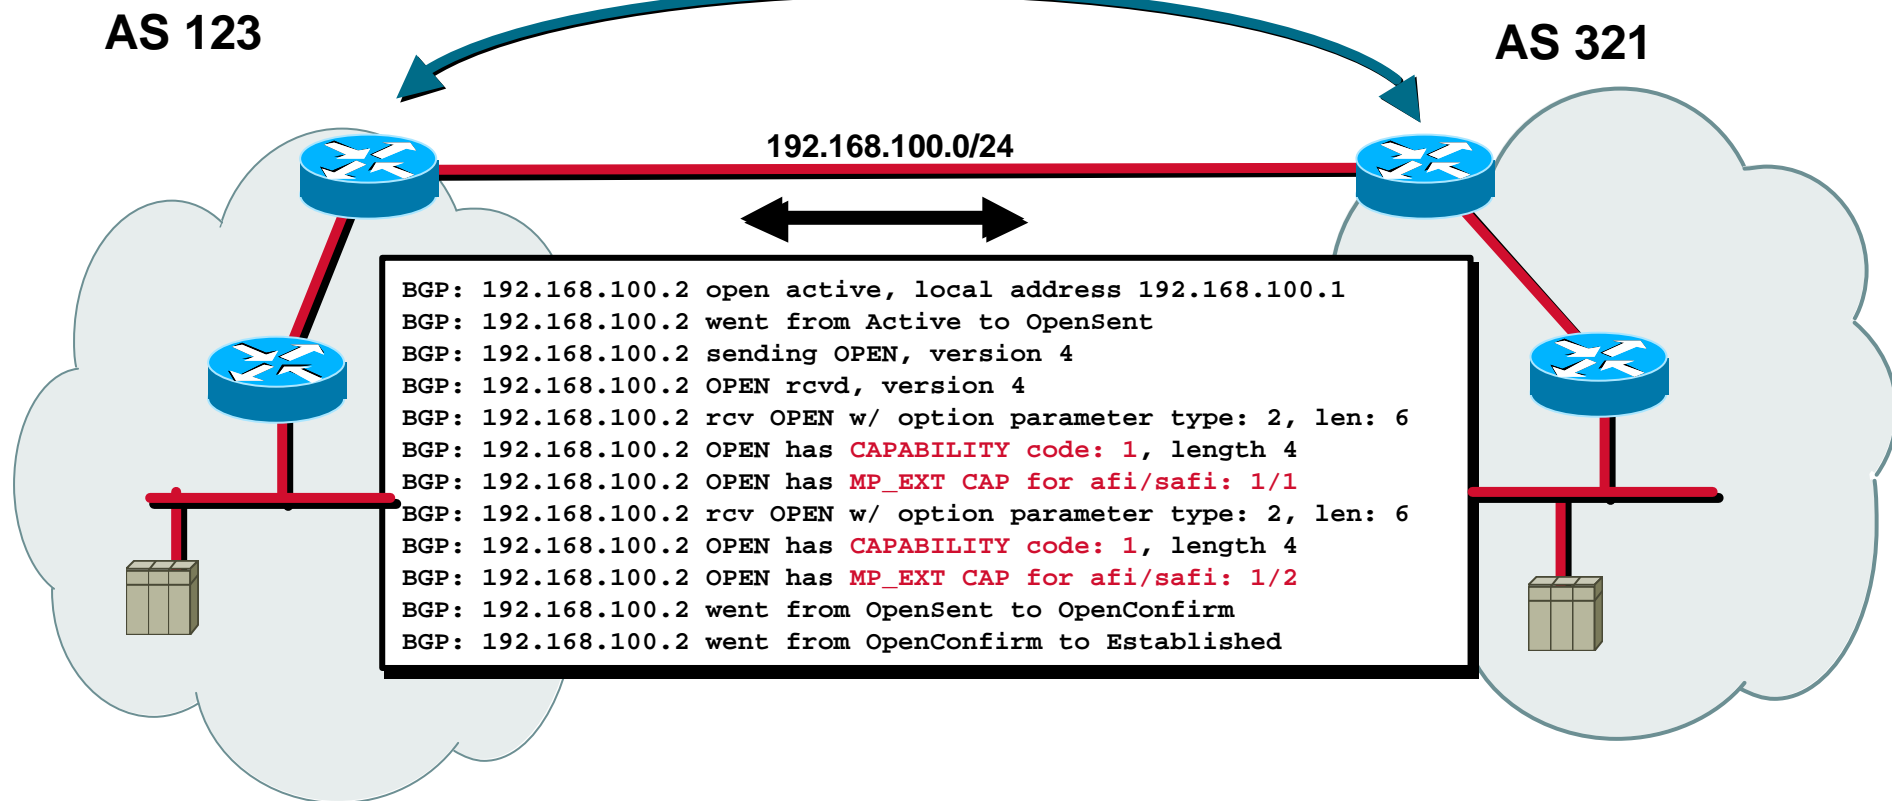 AS 123
AS 321
192.168.100.0/24
BGP: 192.168.100.2 open active, local address 192.168.100.1
BGP: 192.168.100.2 went from Active to OpenSent
BGP: 192.168.100.2 sending OPEN, version 4
BGP: 192.168.100.2 OPEN rcvd, version 4
BGP: 192.168.100.2 rcv OPEN w/ option parameter type: 2, len: 6
BGP: 192.168.100.2 OPEN has CAPABILITY code: 1, length 4
BGP: 192.168.100.2 OPEN has MP_EXT CAP for afi/safi: 1/1
BGP: 192.168.100.2 rcv OPEN w/ option parameter type: 2, len: 6
BGP: 192.168.100.2 OPEN has CAPABILITY code: 1, length 4
BGP: 192.168.100.2 OPEN has MP_EXT CAP for afi/safi: 1/2
BGP: 192.168.100.2 went from OpenSent to OpenConfirm
BGP: 192.168.100.2 went from OpenConfirm to Established